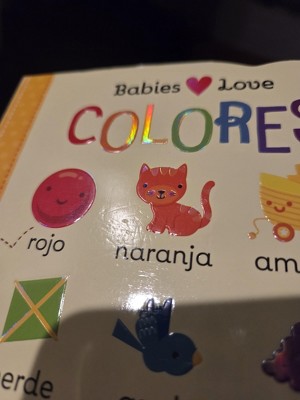 Babies Love
COLORES
rojo naranja am
erde